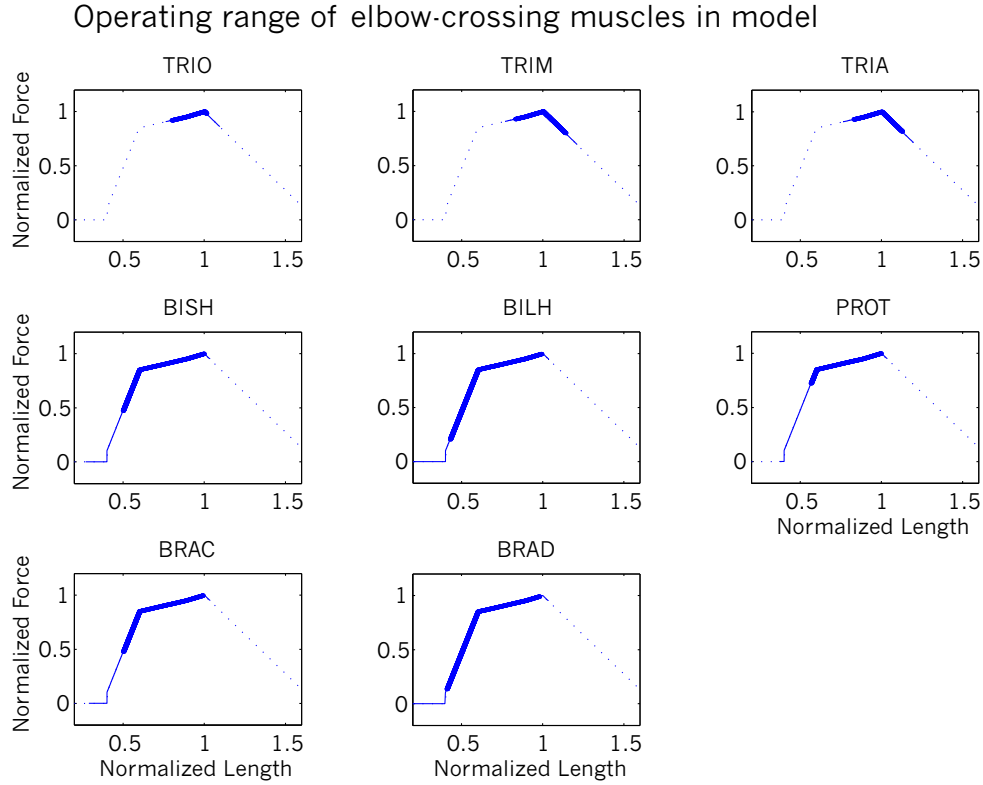 Operating range of elbow-crossing muscles in model
TRIO
TRIM
TRIA
Normalized Force
1
0.5
0
0.5 1 1.5
1
0.5
0
0.5 1 1.5
1
0.5
0
0.5 1 1.5
BISH
BILH
PROT
Normalized Force
1
0.5
0
0.5 1 1.5
1
0.5
0
0.5 1 1.5
1
0.5
0
0.5 1 1.5
Normalized Length
BRAC
BRAD
Normalized Force
1
0.5
0
0.5 1 1.5
Normalized Length
1
0.5
0
0.5 1 1.5
Normalized Length